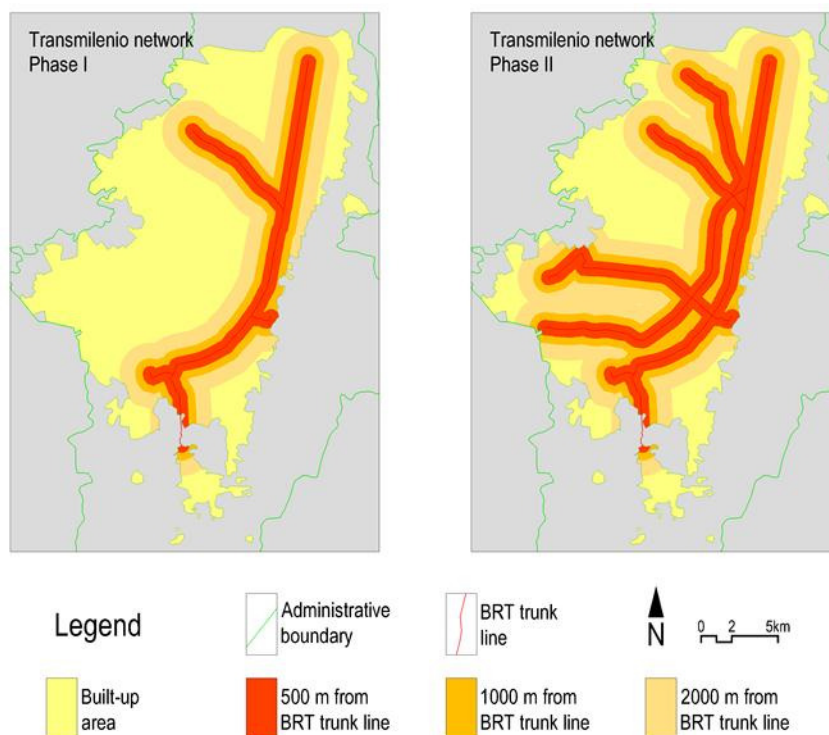 Transmilenio network
Phase I
Transmilenio network
Phase II
Legend
Administrative
boundary
BRT trunk
line
N
0 2 5km
Built-up
area
500 m from
BRT trunk line
1000 m from
BRT trunk line
2000 m from
BRT trunk line